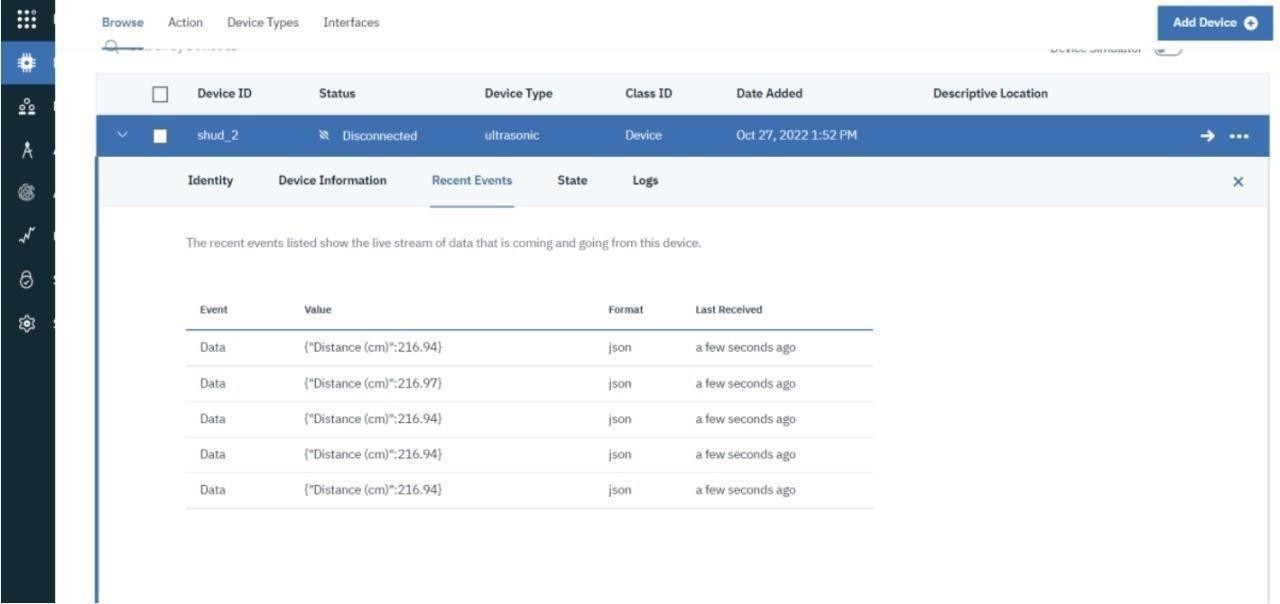 Browse Action Device Types Interfaces Add Device
Device Simulator
Device ID Status Device Type Class ID Date Added Descriptive Location
shud_2 Disconnected ultrasonic Device Oct 27, 2022 1:52 PM
Identity Device Information Recent Events State Logs
The recent events listed show the live stream of data that is coming and going from this device.
Event Value Format Last Received
Data {"Distance (cm)":216.94} json a few seconds ago
Data {"Distance (cm)":216.97} json a few seconds ago
Data {"Distance (cm)":216.94} json a few seconds ago
Data {"Distance (cm)":216.94} json a few seconds ago
Data {"Distance (cm)":216.94} json a few seconds ago